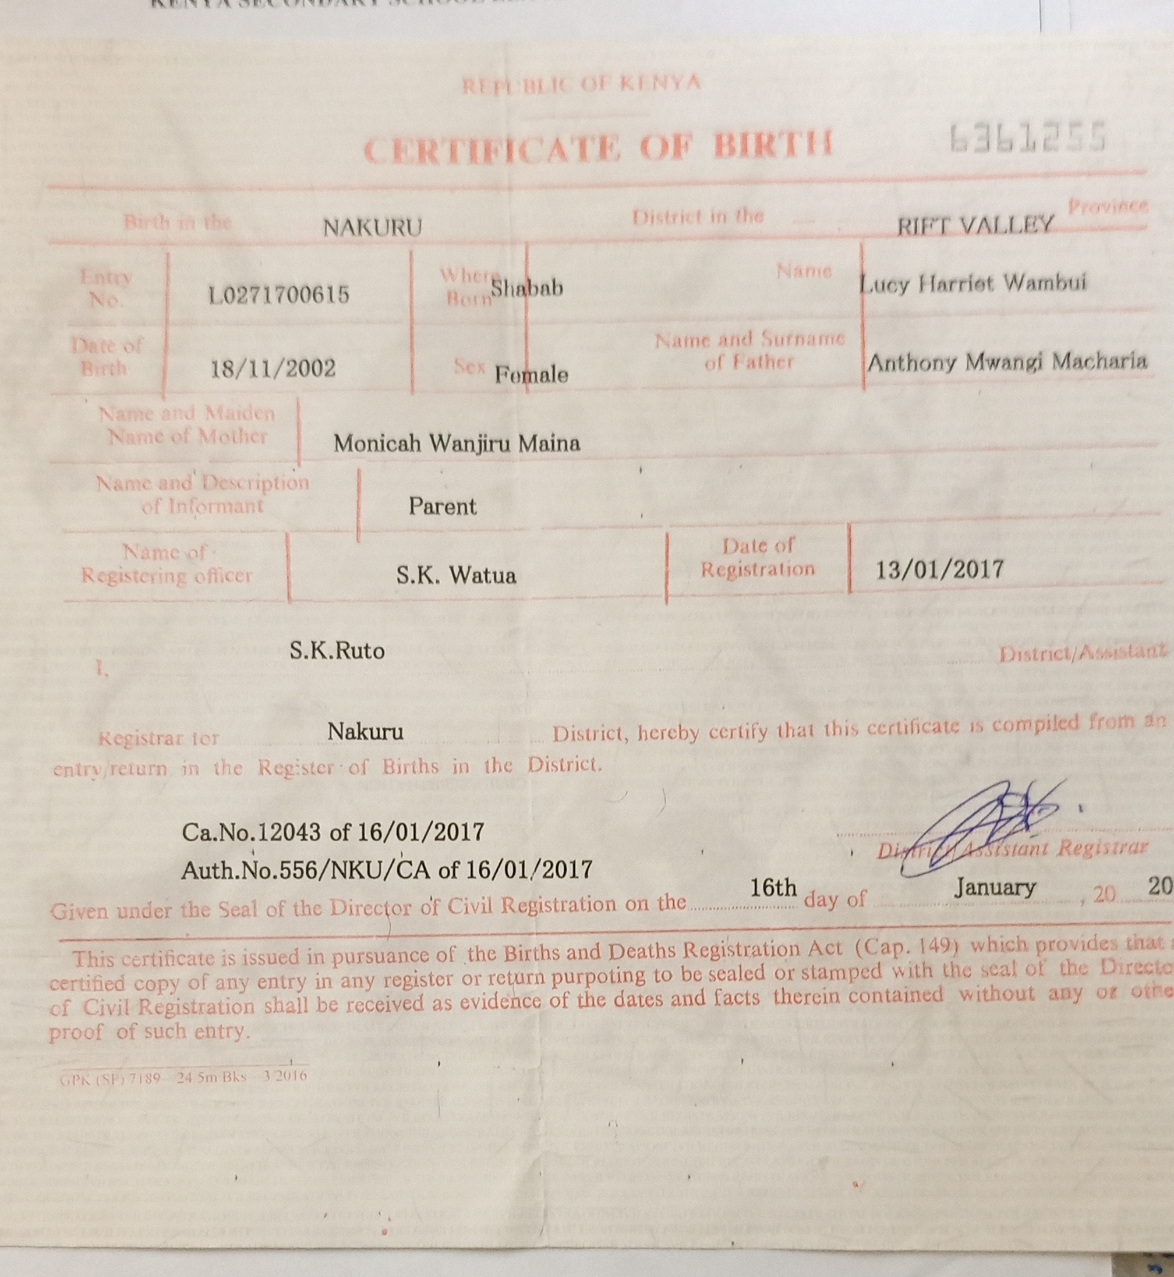 REPUBLIC OF KENYA
CERTIFICATE OF BIRTH 6361255
Birth in the NAKURU District in the RIFT VALLEY Province
Entry No. L0271700615 Where Born Shabab Name Lucy Harriet Wambui
Date of Birth 18/11/2002 Sex Female Name and Surname of Father Anthony Mwangi Macharia
Name and Maiden Name of Mother Monicah Wanjiru Maina
Name and Description of Informant Parent
Name of Registering officer S.K. Watua Date of Registration 13/01/2017
I, S.K.Ruto District/Assistant
Registrar for Nakuru District, hereby certify that this certificate is compiled from an
entry/return in the Register of Births in the District.
Ca.No.12043 of 16/01/2017
Auth.No.556/NKU/CA of 16/01/2017
District/Assistant Registrar
Given under the Seal of the Director of Civil Registration on the 16th day of January, 20 20
This certificate is issued in pursuance of the Births and Deaths Registration Act (Cap. 149) which provides that
certified copy of any entry in any register or return purpoting to be sealed or stamped with the seal of the Directo
of Civil Registration shall be received as evidence of the dates and facts therein contained without any or othe
proof of such entry.
GPK (SP) 7189 24.5m Bks 3/2016